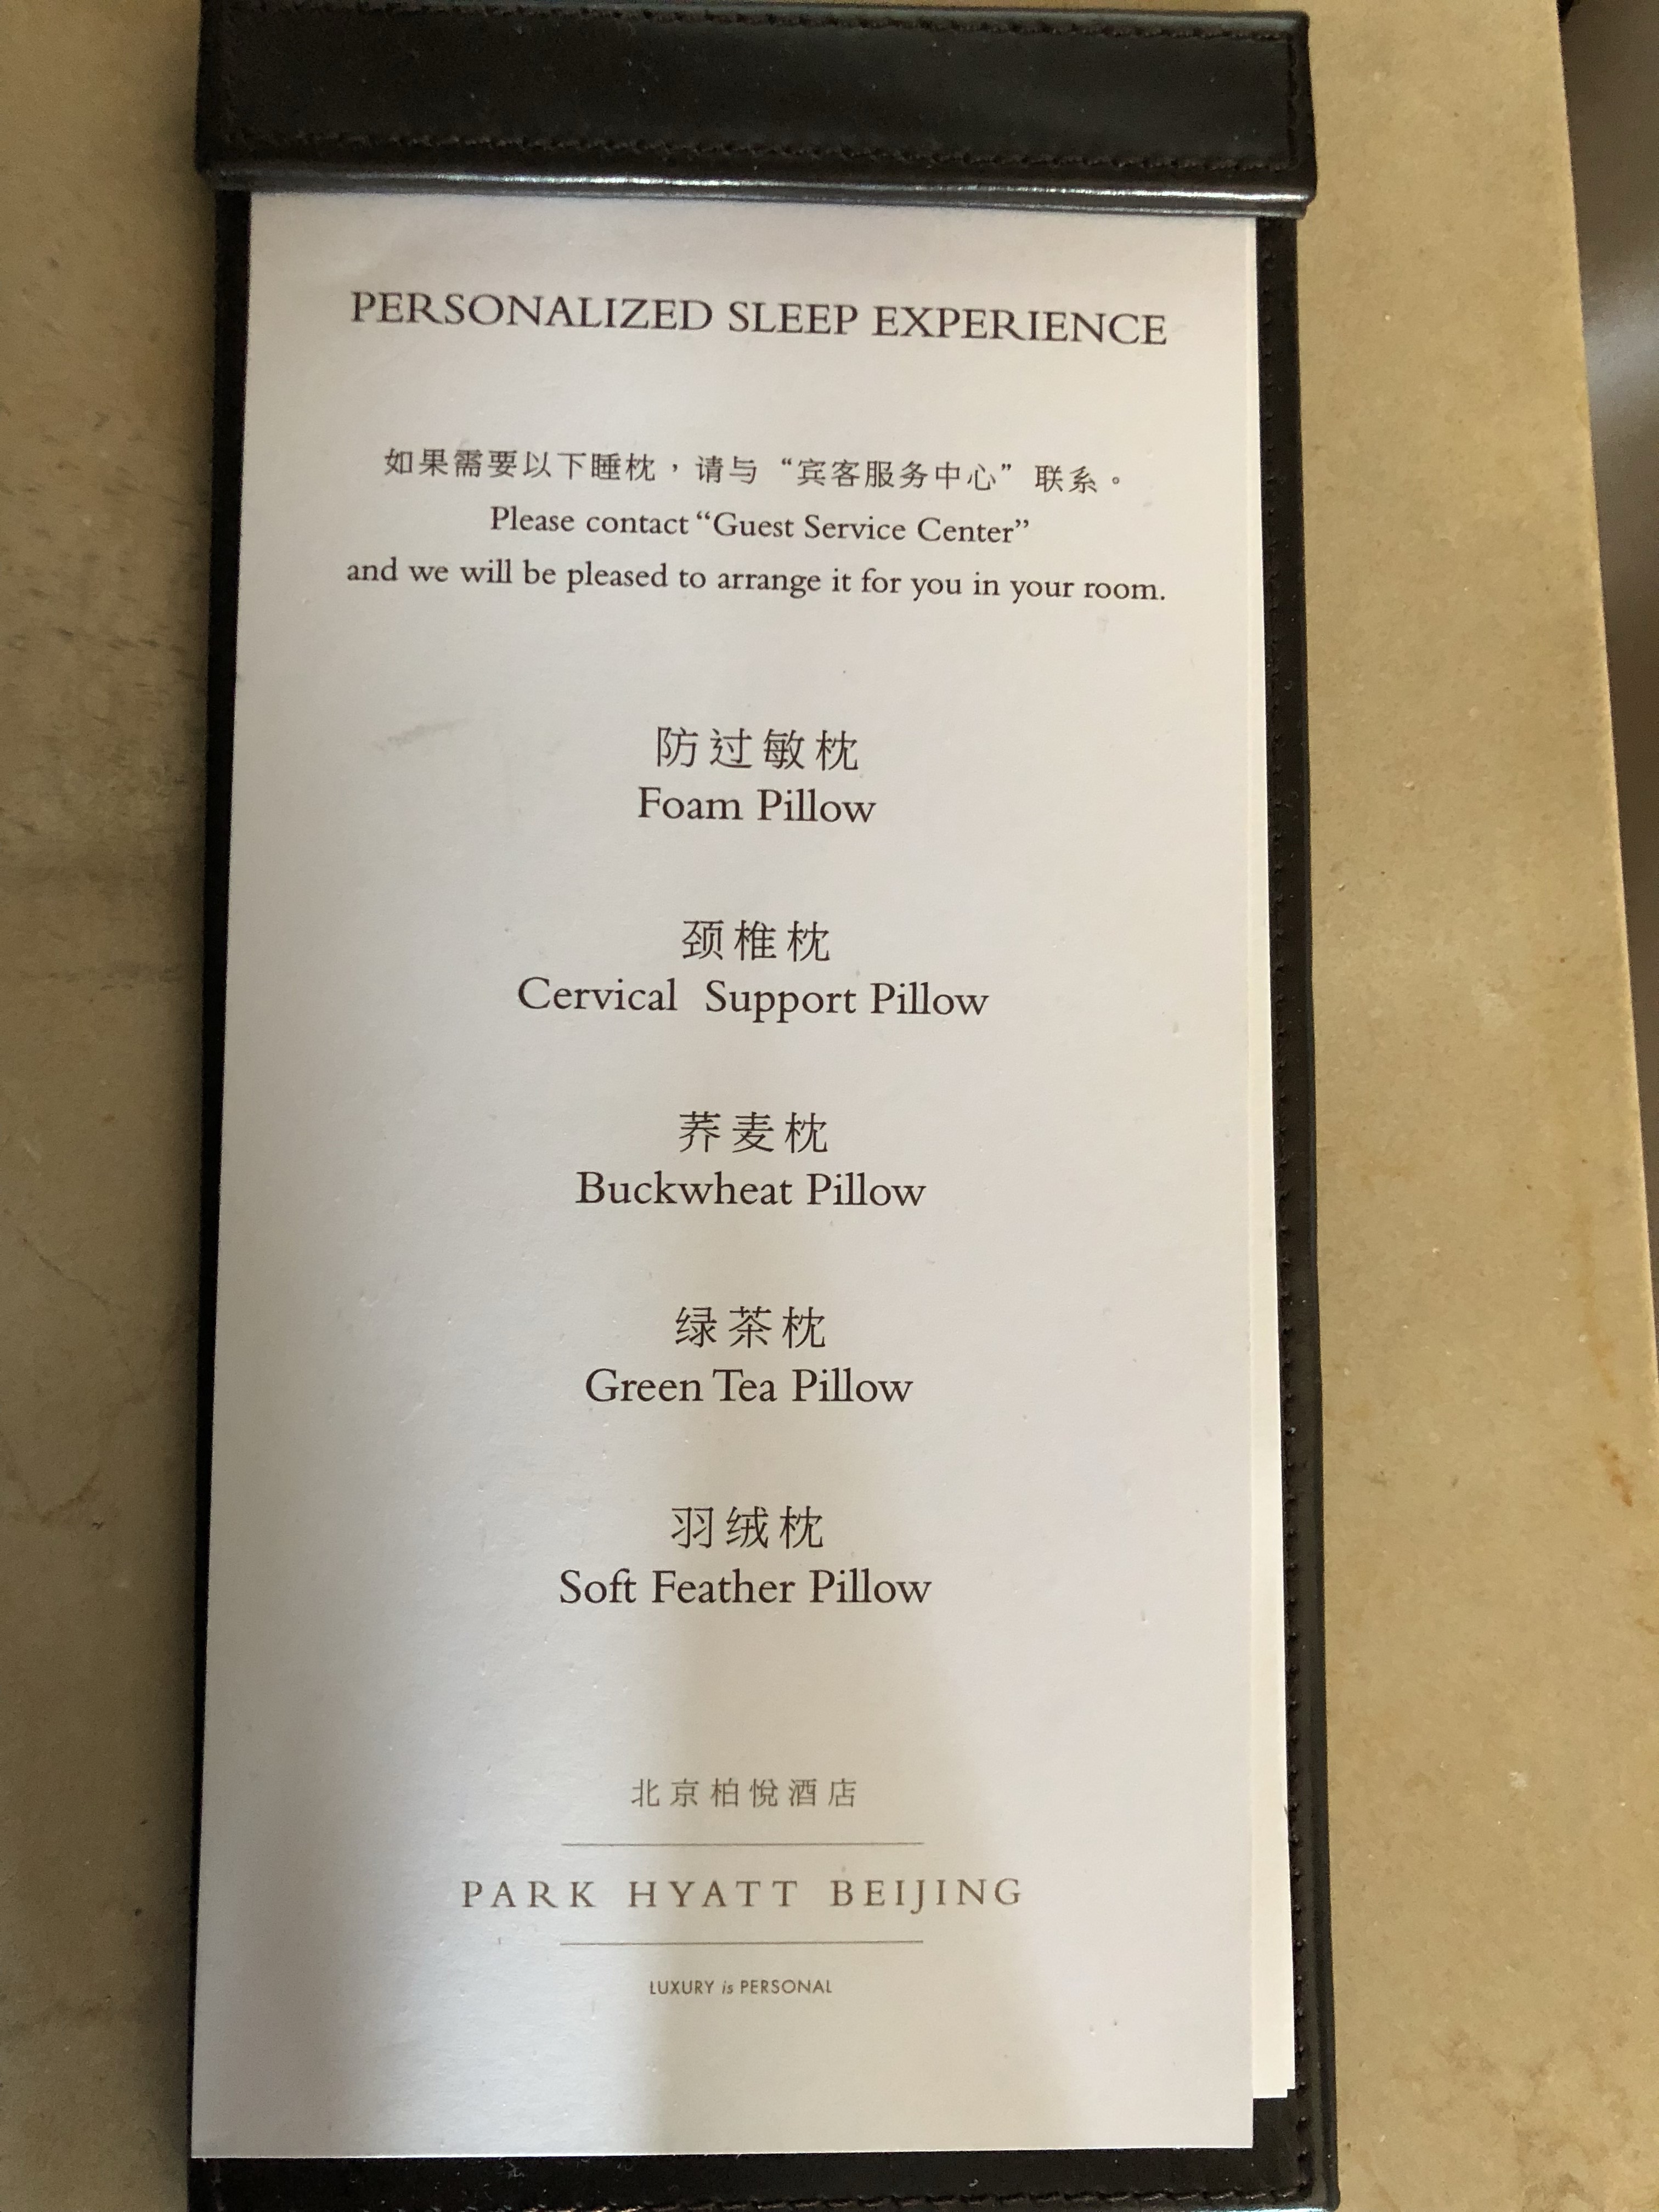 PERSONALIZED SLEEP EXPERIENCE
如果需要以下睡枕，请与“宾客服务中心”联系。
Please contact “Guest Service Center”
and we will be pleased to arrange it for you in your room.
防过敏枕
Foam Pillow
颈椎枕
Cervical Support Pillow
荞麦枕
Buckwheat Pillow
绿茶枕
Green Tea Pillow
羽绒枕
Soft Feather Pillow
北京柏悦酒店
PARK HYATT BEIJING
LUXURY is PERSONAL